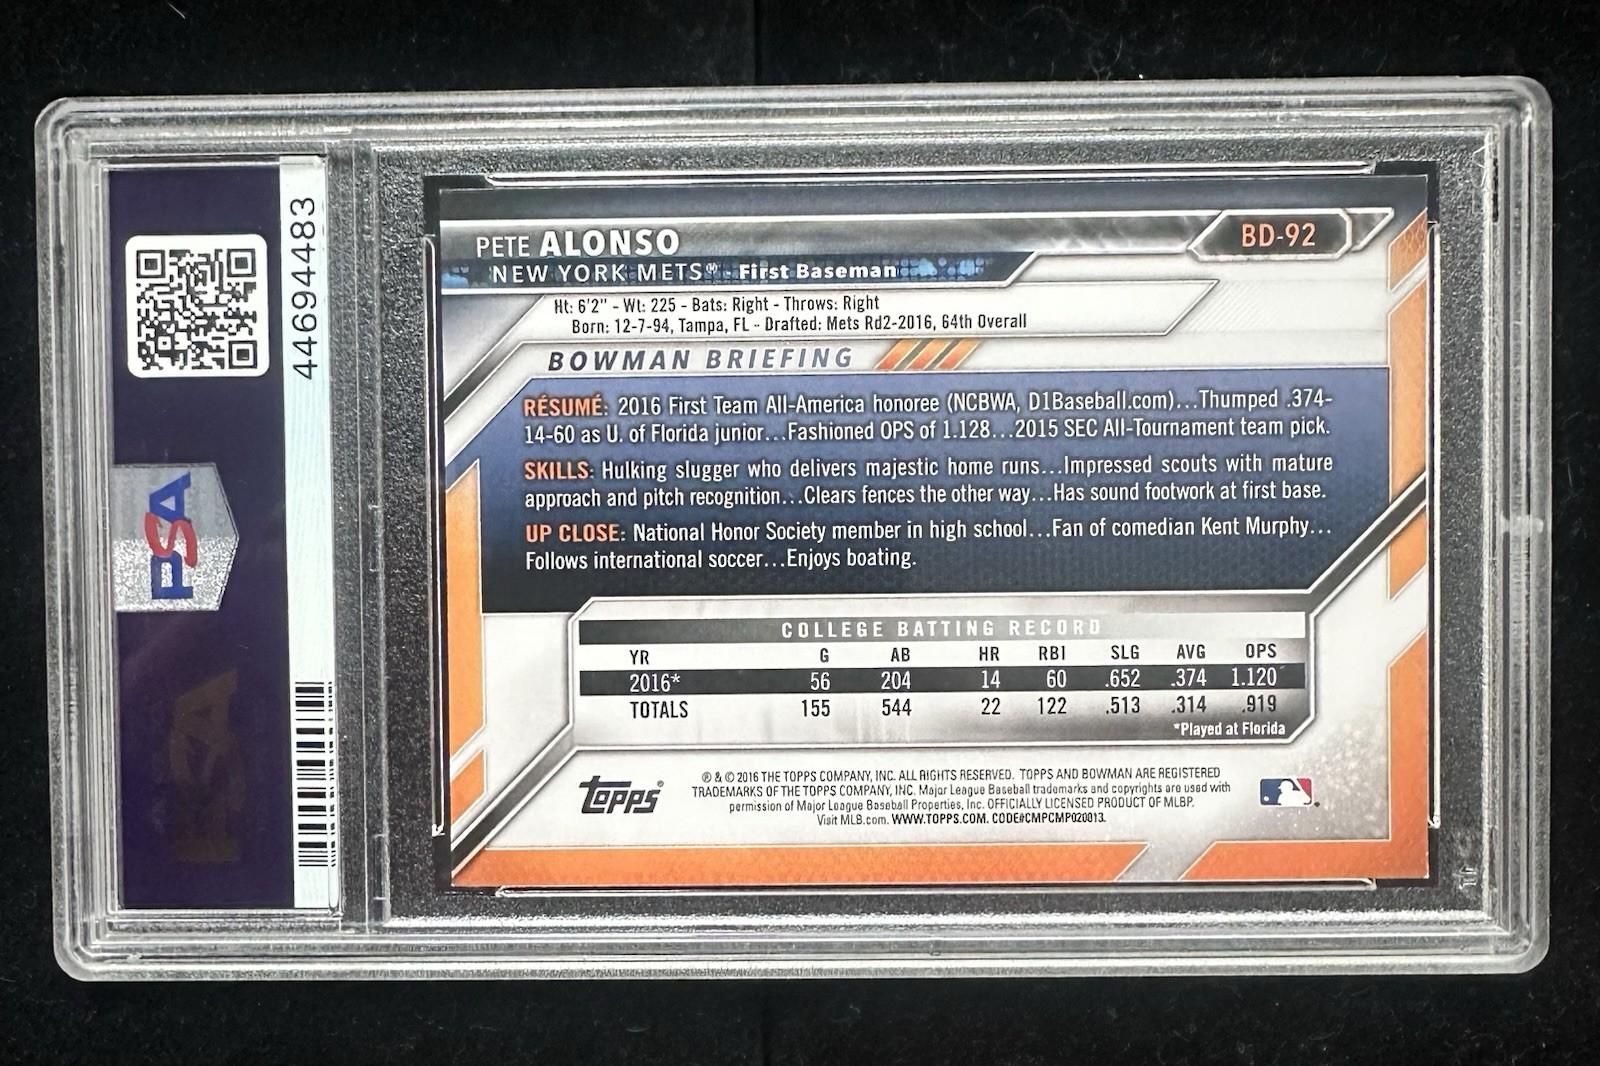 44694483
PSA
PSA
PETE ALONSO
BD-92
NEW YORK METS® - First Baseman
Ht: 6'2" - Wt: 225 - Bats: Right - Throws: Right
Born: 12-7-94, Tampa, FL - Drafted: Mets Rd2-2016, 64th Overall
BOWMAN BRIEFING
RÉSUMÉ: 2016 First Team All-America honoree (NCBWA, D1Baseball.com)...Thumped .374-
14-60 as U. of Florida junior...Fashioned OPS of 1.128...2015 SEC All-Tournament team pick.
SKILLS: Hulking slugger who delivers majestic home runs...Impressed scouts with mature
approach and pitch recognition...Clears fences the other way...Has sound footwork at first base.
UP CLOSE: National Honor Society member in high school...Fan of comedian Kent Murphy...
Follows international soccer...Enjoys boating.
COLLEGE BATTING RECORD
YR G AB HR RBI SLG AVG OPS
2016* 56 204 14 60 .652 .374 1.120
TOTALS 155 544 22 122 .513 .314 .919
*Played at Florida
Topps®
® & © 2016 THE TOPPS COMPANY, INC. ALL RIGHTS RESERVED. TOPPS AND BOWMAN ARE REGISTERED
TRADEMARKS OF THE TOPPS COMPANY, INC. Major League Baseball trademarks and copyrights are used with
permission of Major League Baseball Properties, Inc. OFFICIALLY LICENSED PRODUCT OF MLBP.
Visit MLB.com. WWW.TOPPS.COM. CODE#CMPCMP020013.